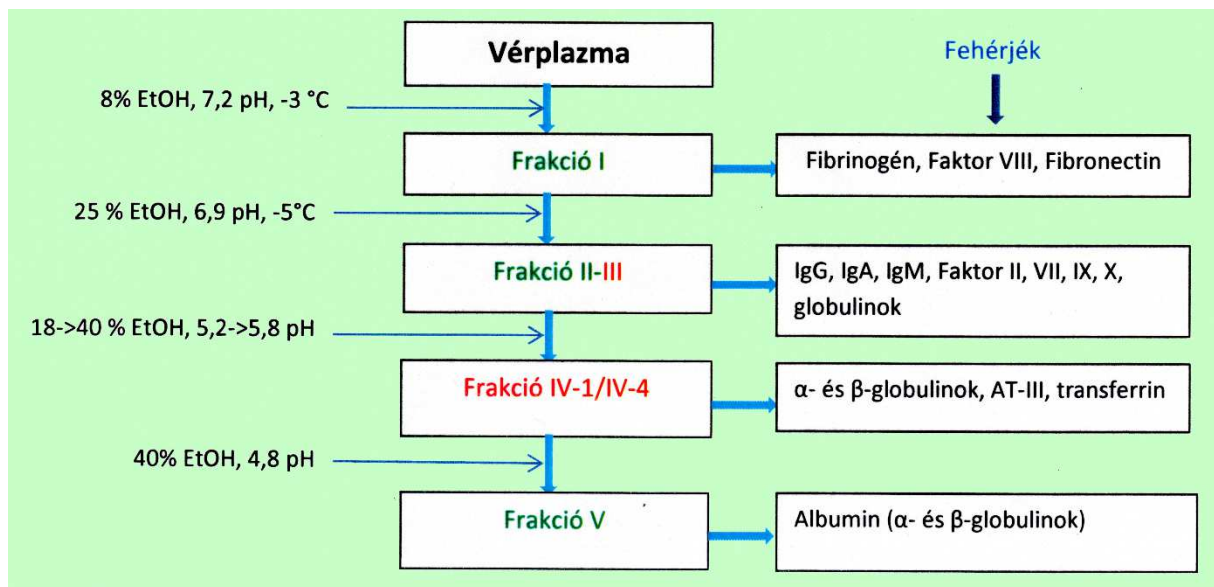 Vérplazma
Fehérjék
8% EtOH, 7,2 pH, -3 °C
Frakció I
Fibrinogén, Faktor VIII, Fibronectin
25 % EtOH, 6,9 pH, -5°C
Frakció II-III
IgG, IgA, IgM, Faktor II, VII, IX, X,
globulinok
18->40 % EtOH, 5,2->5,8 pH
Frakció IV-1/IV-4
α- és β-globulinok, AT-III, transferrin
40% EtOH, 4,8 pH
Frakció V
Albumin (α- és β-globulinok)